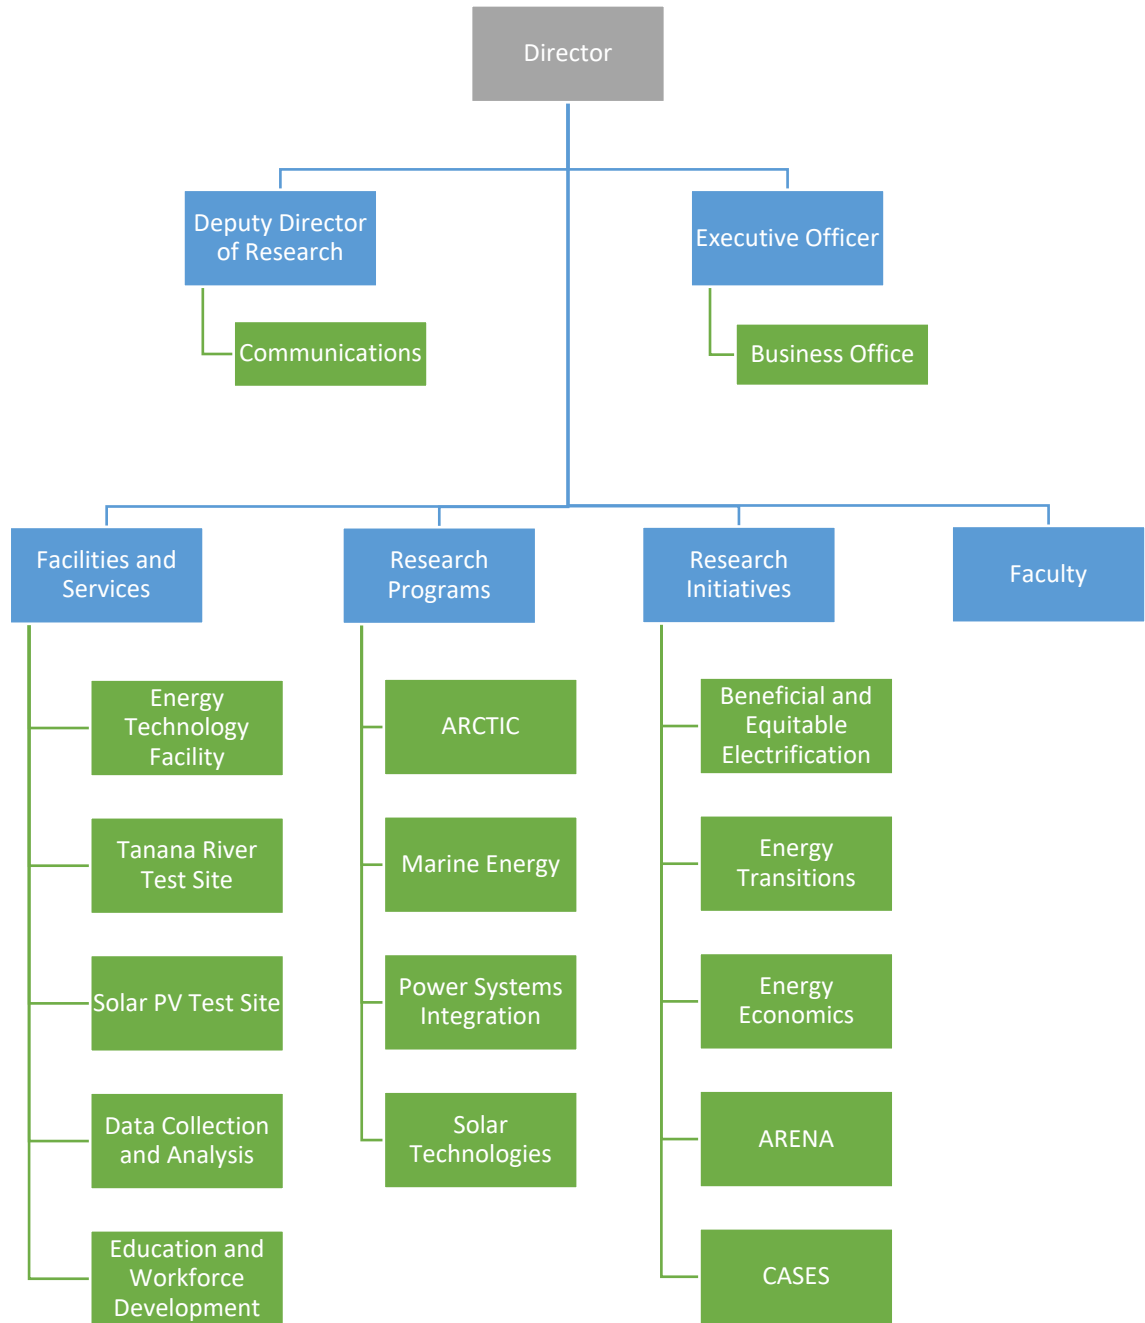 Director
Deputy Director
of Research
Executive Officer
Communications
Business Office
Facilities and
Services
Research
Programs
Research
Initiatives
Faculty
Energy
Technology
Facility
ARCTIC
Beneficial and
Equitable
Electrification
Tanana River
Test Site
Marine Energy
Energy
Transitions
Solar PV Test Site
Power Systems
Integration
Energy
Economics
Data Collection
and Analysis
Solar
Technologies
ARENA
Education and
Workforce
Development
CASES